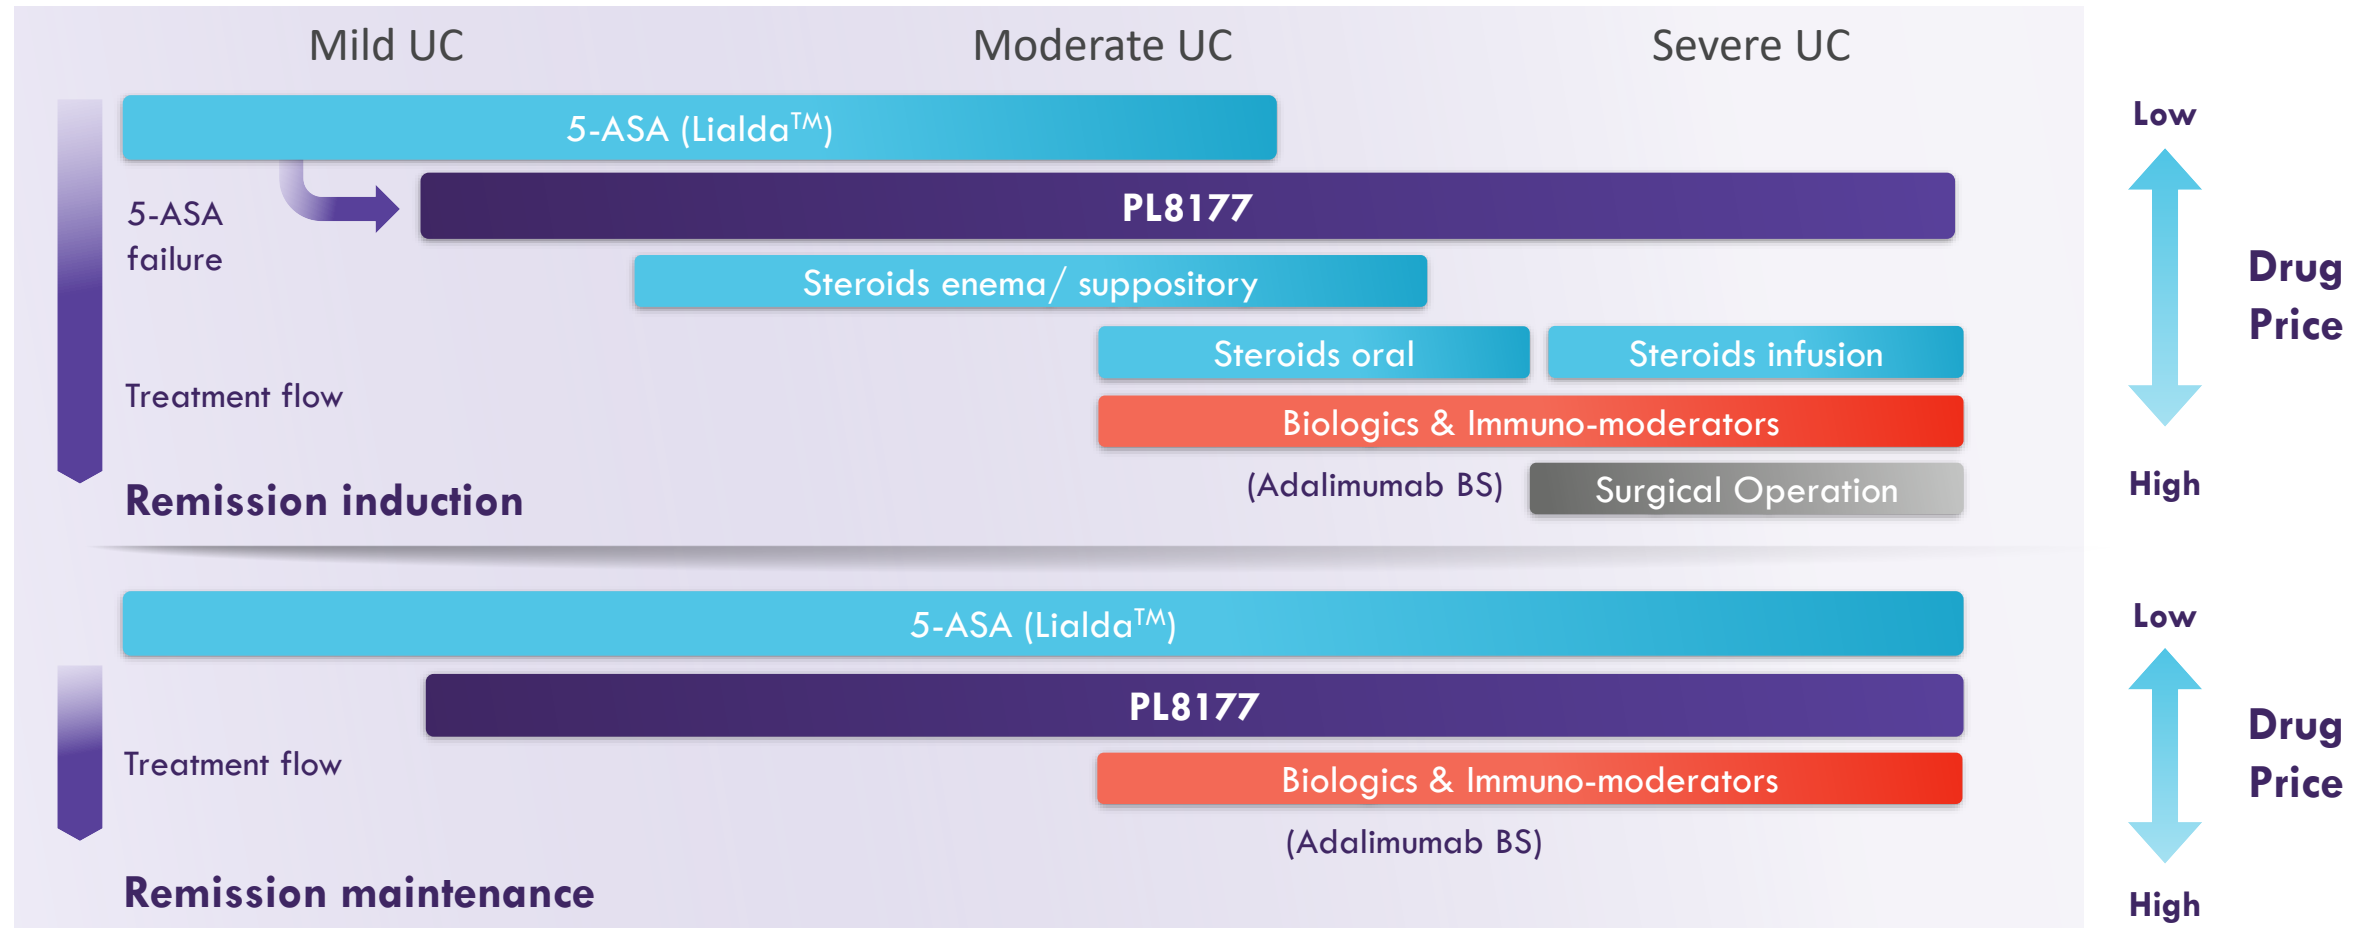 Mild UC
Moderate UC
Severe UC
5-ASA (Lialda™)
PL8177
5-ASA
failure
Steroids enema/ suppository
Steroids oral
Steroids infusion
Treatment flow
Biologics & Immuno-moderators
(Adalimumab BS)
Surgical Operation
Remission induction
Low
Drug
Price
High
5-ASA (Lialda™)
PL8177
Treatment flow
Biologics & Immuno-moderators
(Adalimumab BS)
Remission maintenance
Low
Drug
Price
High